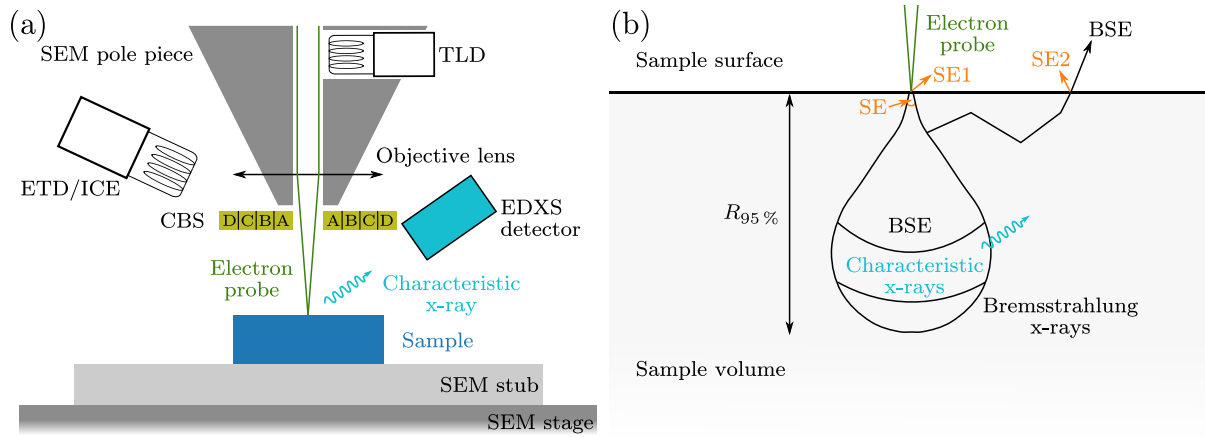 (a)
SEM pole piece
TLD
ETD/ICE
Objective lens
CBS
D|C|B|A
A|B|C|D
EDXS
detector
Electron
probe
Characteristic
x-ray
Sample
SEM stub
SEM stage
(b)
Electron
probe
BSE
Sample surface
SE1
SE2
SE
R95 %
BSE
Characteristic
x-rays
Bremsstrahlung
x-rays
Sample volume